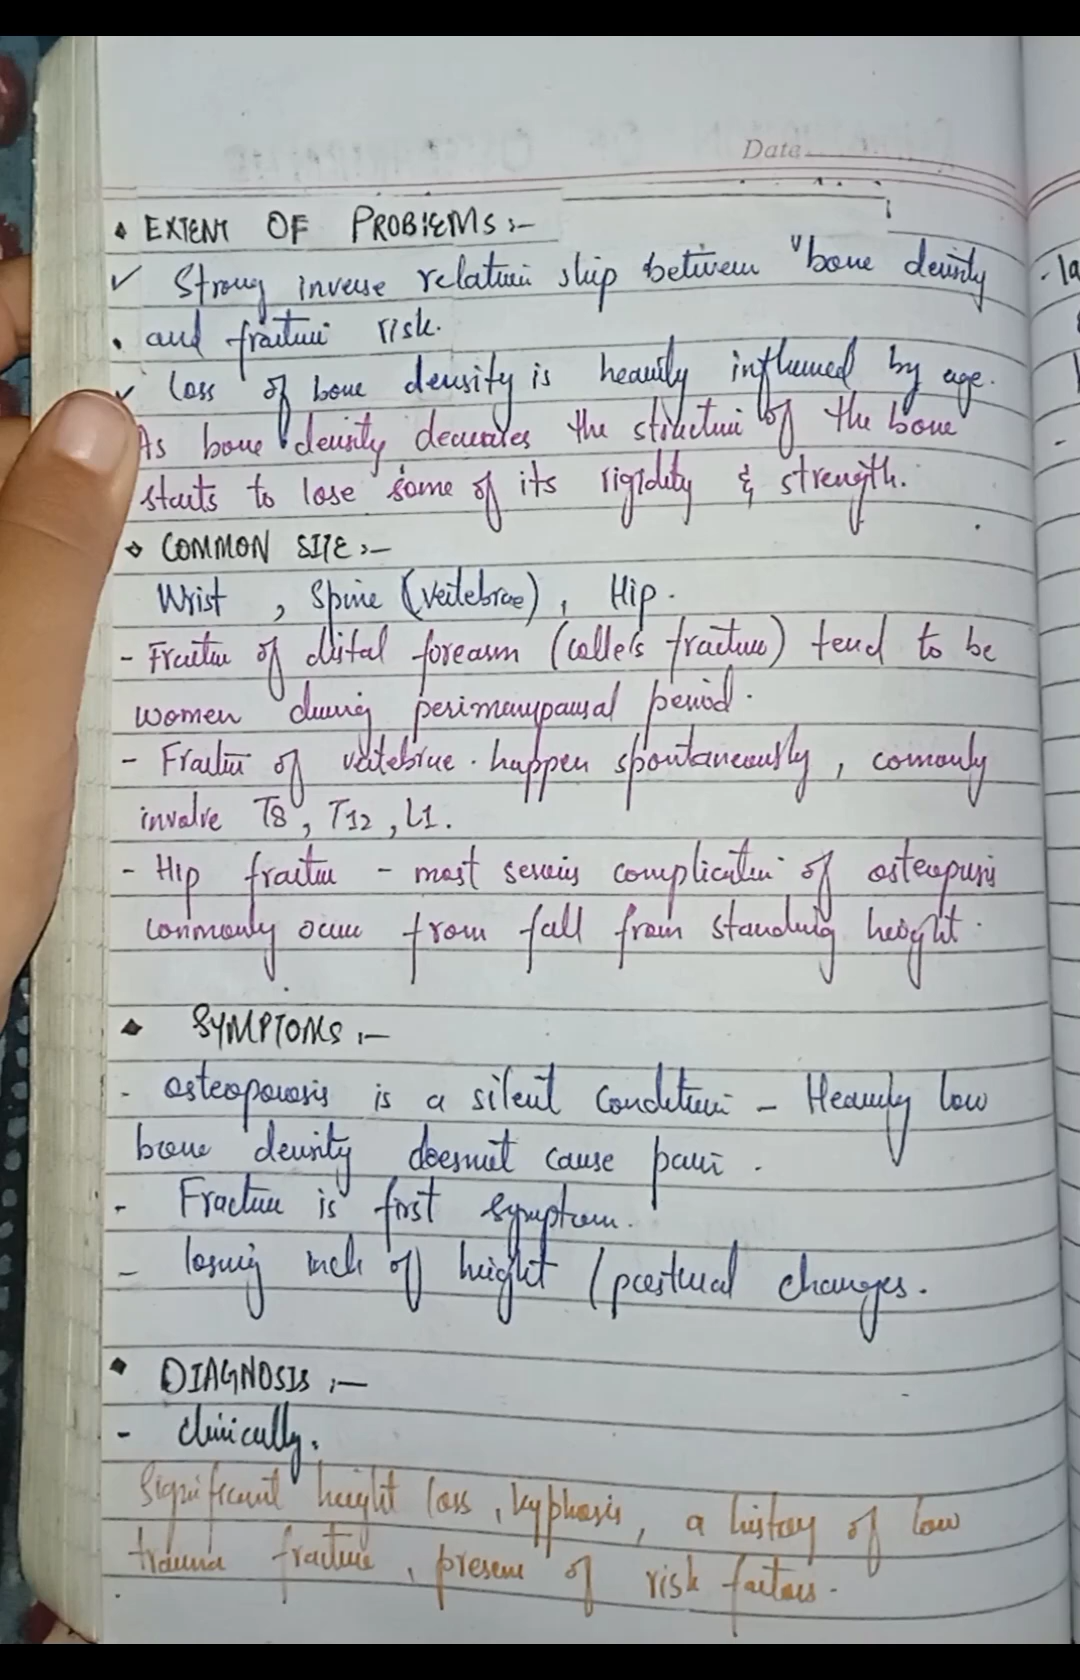 Date
EXTENT OF PROBLEMS :-
✓ Strong inverse relation ship between "bone density
• and fracture risk.
✓ Loss of bone density is heavily influenced by age.
As bone density decreases the structure of the bone
starts to lose some of its rigidity & strength.
COMMON SITE :-
Wrist , Spine (Vertebrae) , Hip.
- Fracture of distal forearm (colle's fracture) tend to be
women during perimenypausal period.
- Fracture of vertebrae . happen spontaneously , comonly
involve T8 , T12 , L1.
- Hip fracture - most serious complication of osteoporsis
commonly occur from fall from standing height.
SYMPTOMS :-
- osteoporosis is a silent condition - Heavily low
bone density doesnot cause pain .
- Fracture is first symptom.
- losing inch of height / postural changes.
DIAGNOSIS :-
- clinically.
Significant height loss , kyphosis , a history of low
trauma fracture , presence of risk factors.